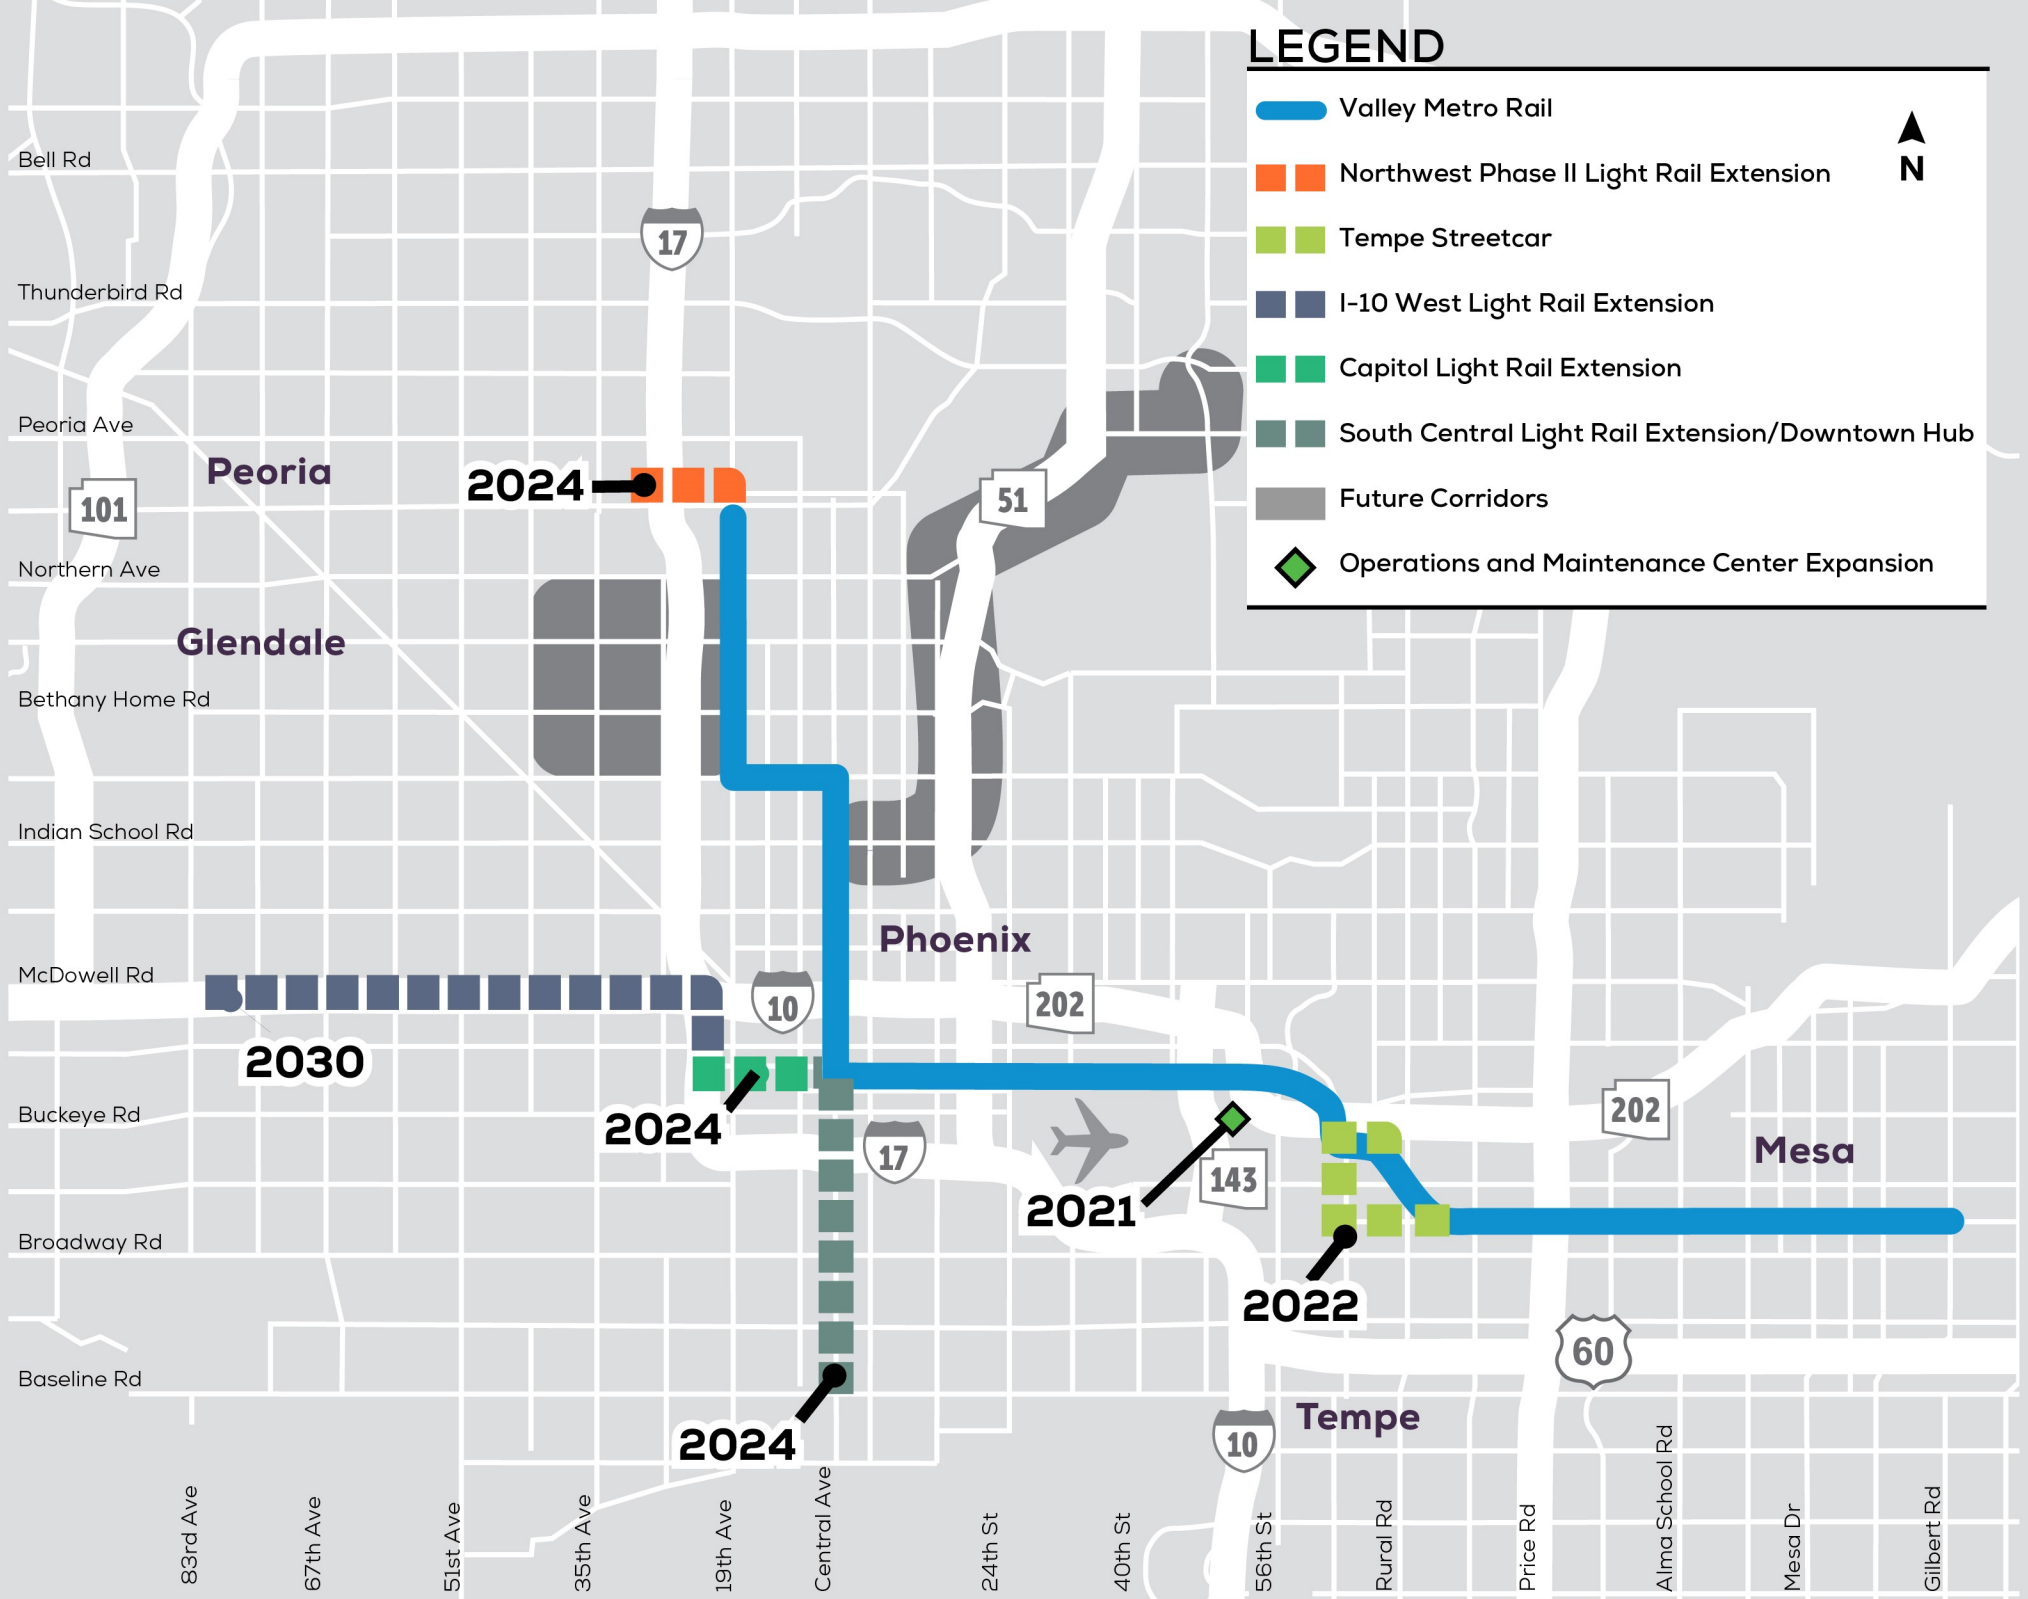 LEGEND
Valley Metro Rail
Northwest Phase II Light Rail Extension
N
Tempe Streetcar
I-10 West Light Rail Extension
Capitol Light Rail Extension
South Central Light Rail Extension/Downtown Hub
Future Corridors
Operations and Maintenance Center Expansion
Bell Rd
17
Thunderbird Rd
Peoria Ave
Peoria
2024
101
51
Northern Ave
Glendale
Bethany Home Rd
Indian School Rd
Phoenix
McDowell Rd
10
202
2030
Buckeye Rd
2024
17
202
Mesa
143
2021
Broadway Rd
2022
60
Baseline Rd
Tempe
10
2024
83rd Ave
67th Ave
51st Ave
35th Ave
19th Ave
Central Ave
24th St
40th St
56th St
Rural Rd
Price Rd
Alma School Rd
Mesa Dr
Gilbert Rd